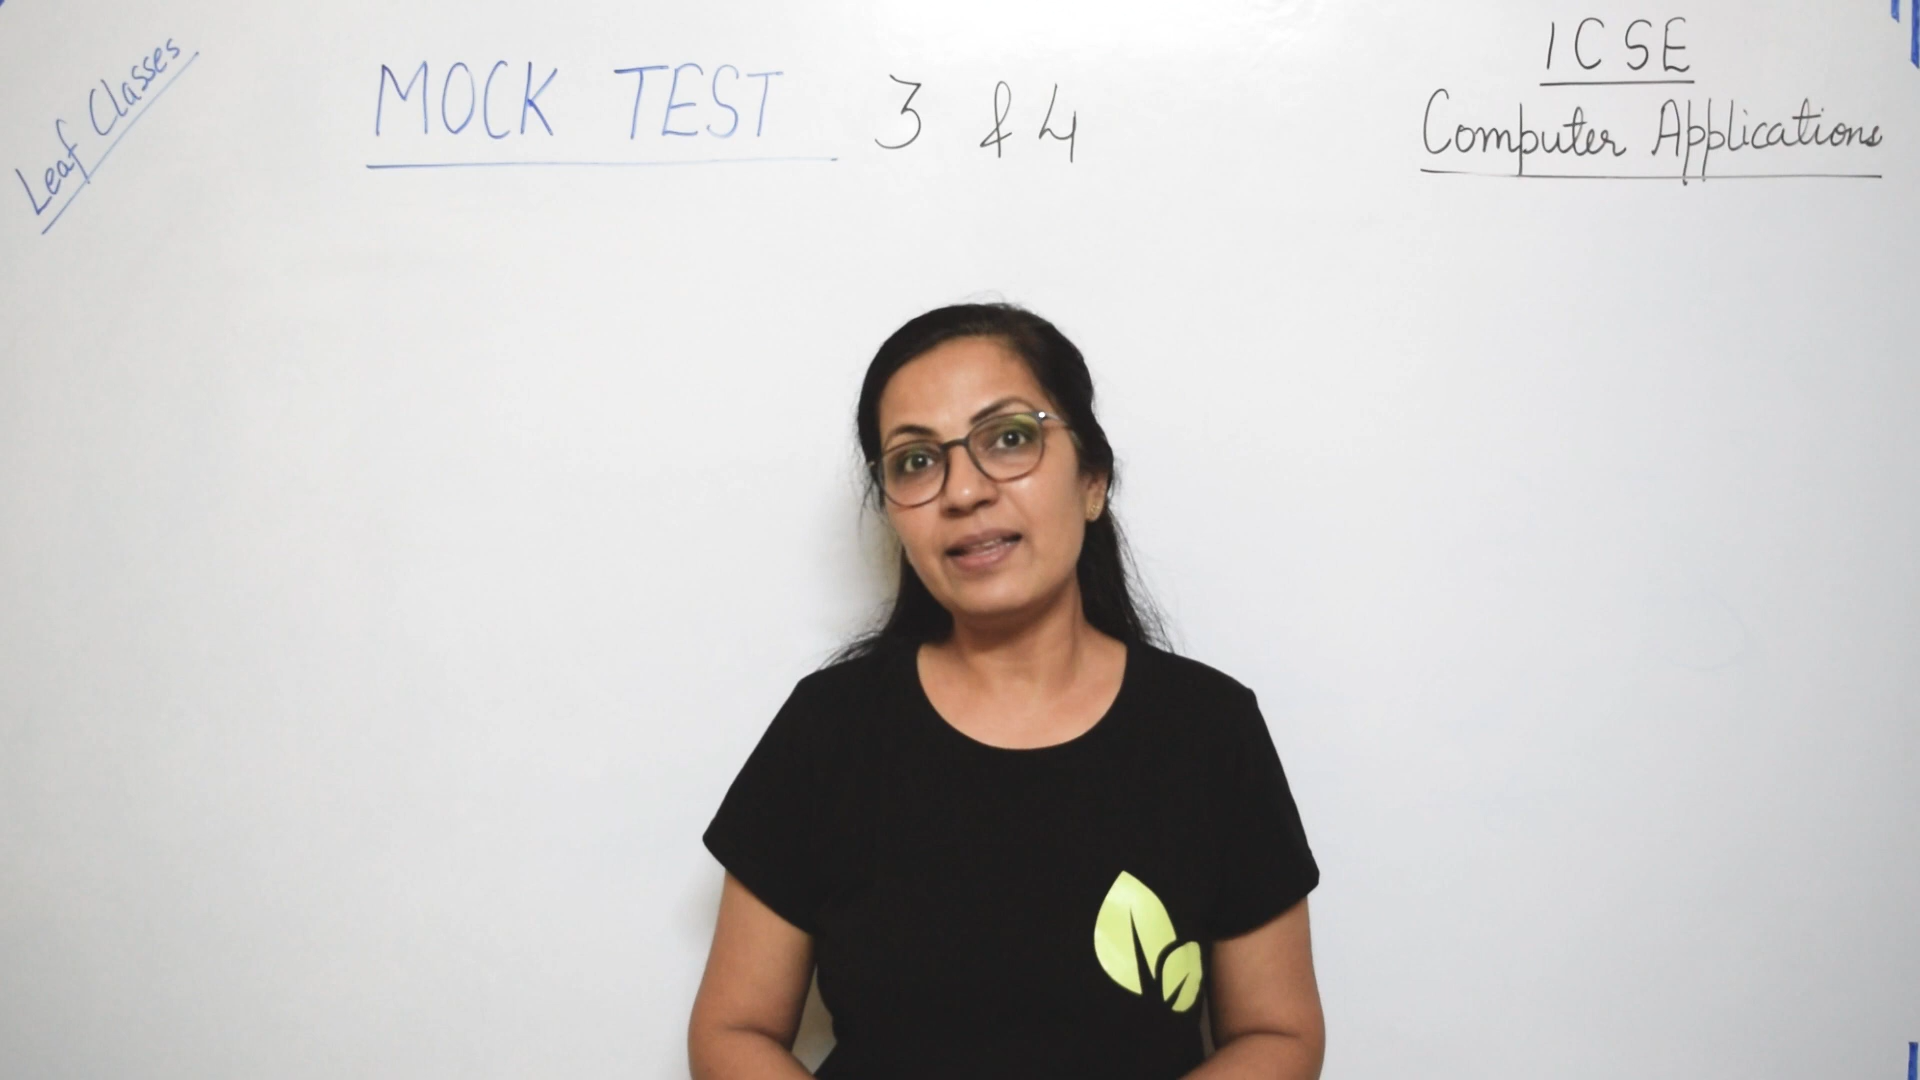 Leaf Classes
MOCK TEST 3 & 4
ICSE
Computer Applications